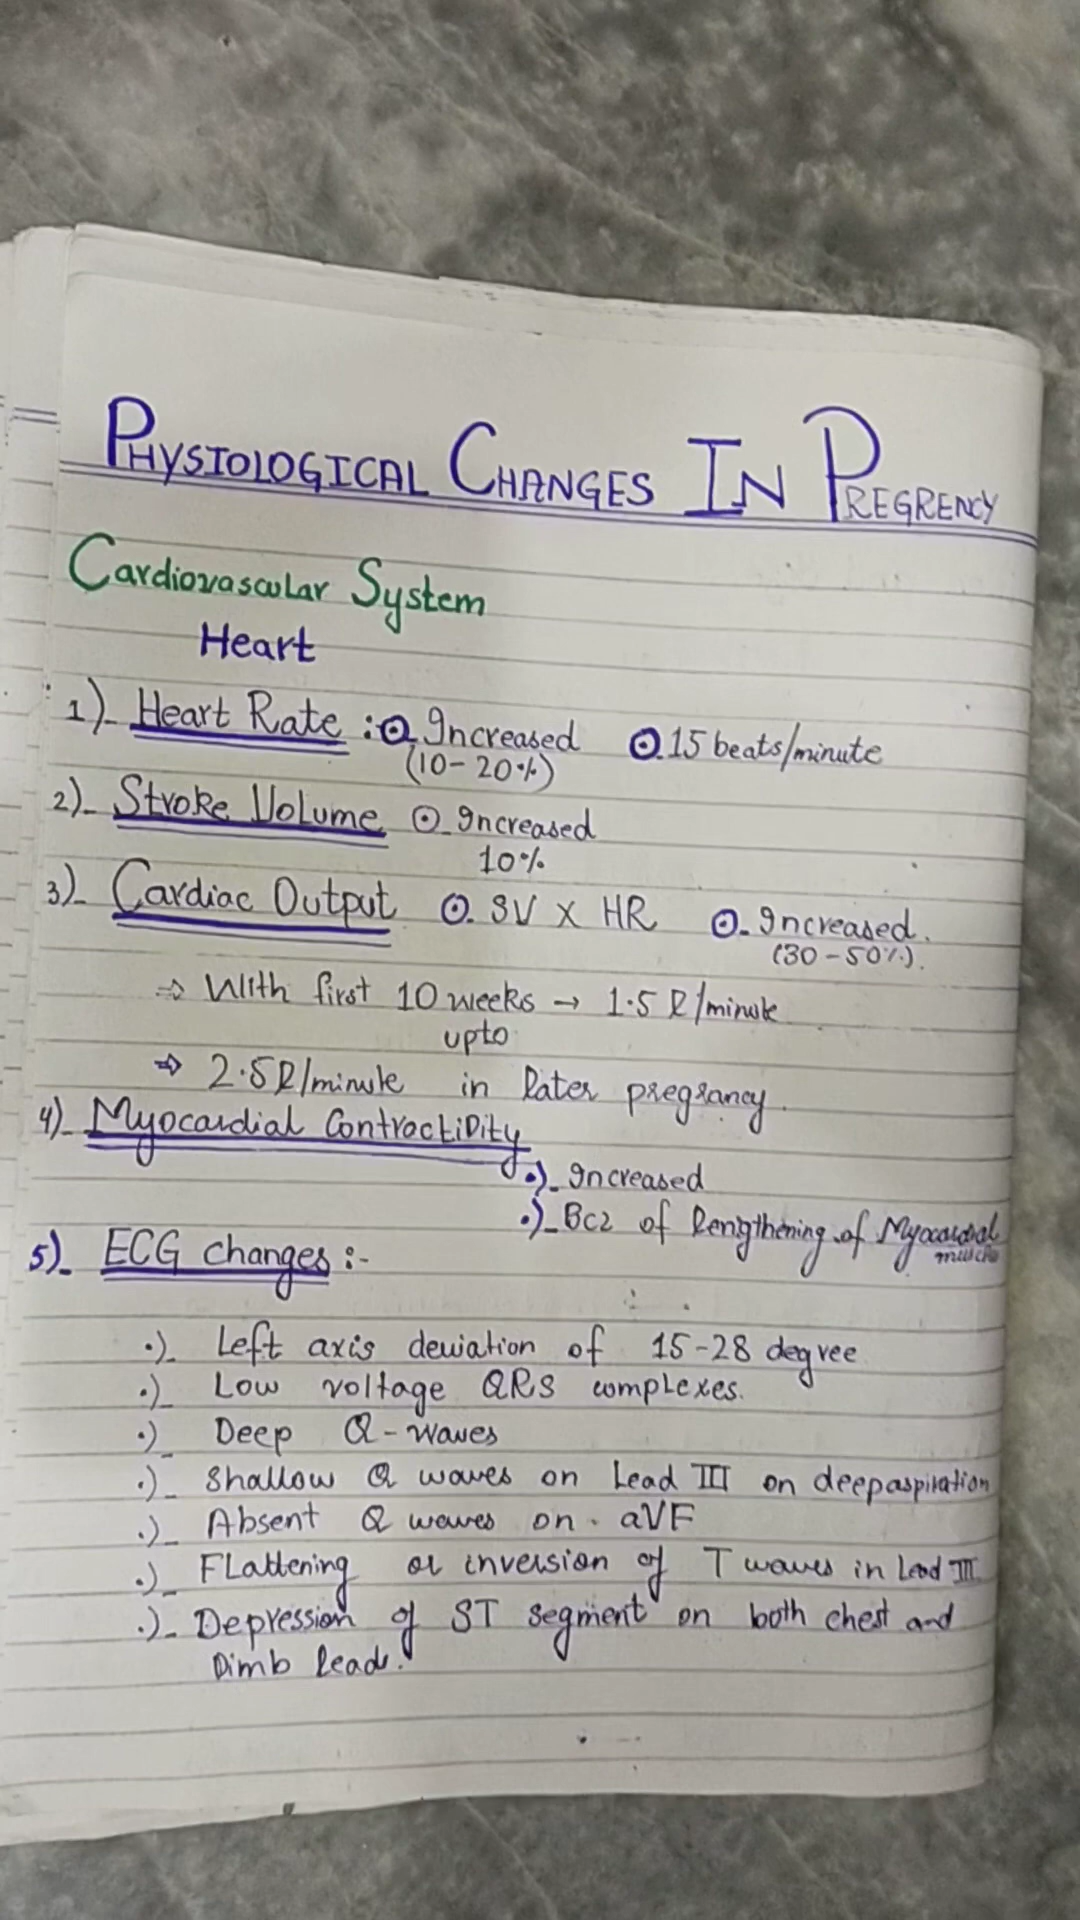 PHYSIOLOGICAL CHANGES IN PREGRENCY
Cardiovascular System
Heart
1)- Heart Rate : Increased 15 beats/minute
(10-20%)
2)- Stroke Volume Increased
10%
3)- Cardiac Output SV X HR Increased.
(30-50%).
⇒ With first 10 weeks → 1.5 l/minute
upto
⇒ 2.5l/minute in later pregnancy.
4)- Myocardial Contractility
•)- Increased
•)- Bcz of lengthening of Myocardial
muscle
5)- ECG changes :-
•)- Left axis deviation of 15-28 degree
•)- Low voltage QRS complexes.
•)- Deep Q-waves
•)- Shallow Q waves on Lead III on deepaspiration
•)- Absent Q waves on. aVF
•)- Flattening or inversion of T waves in Lead III
•)- Depression of ST segment on both chest and
limb leads.